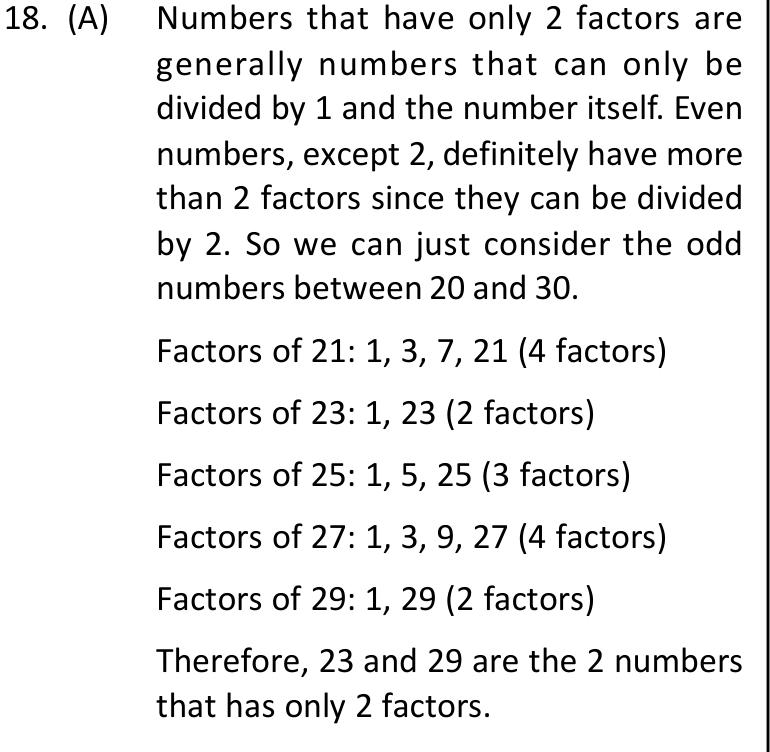 18. (A) Numbers that have only 2 factors are
generally numbers that can only be
divided by 1 and the number itself. Even
numbers, except 2, definitely have more
than 2 factors since they can be divided
by 2. So we can just consider the odd
numbers between 20 and 30.
Factors of 21: 1, 3, 7, 21 (4 factors)
Factors of 23: 1, 23 (2 factors)
Factors of 25: 1, 5, 25 (3 factors)
Factors of 27: 1, 3, 9, 27 (4 factors)
Factors of 29: 1, 29 (2 factors)
Therefore, 23 and 29 are the 2 numbers
that has only 2 factors.